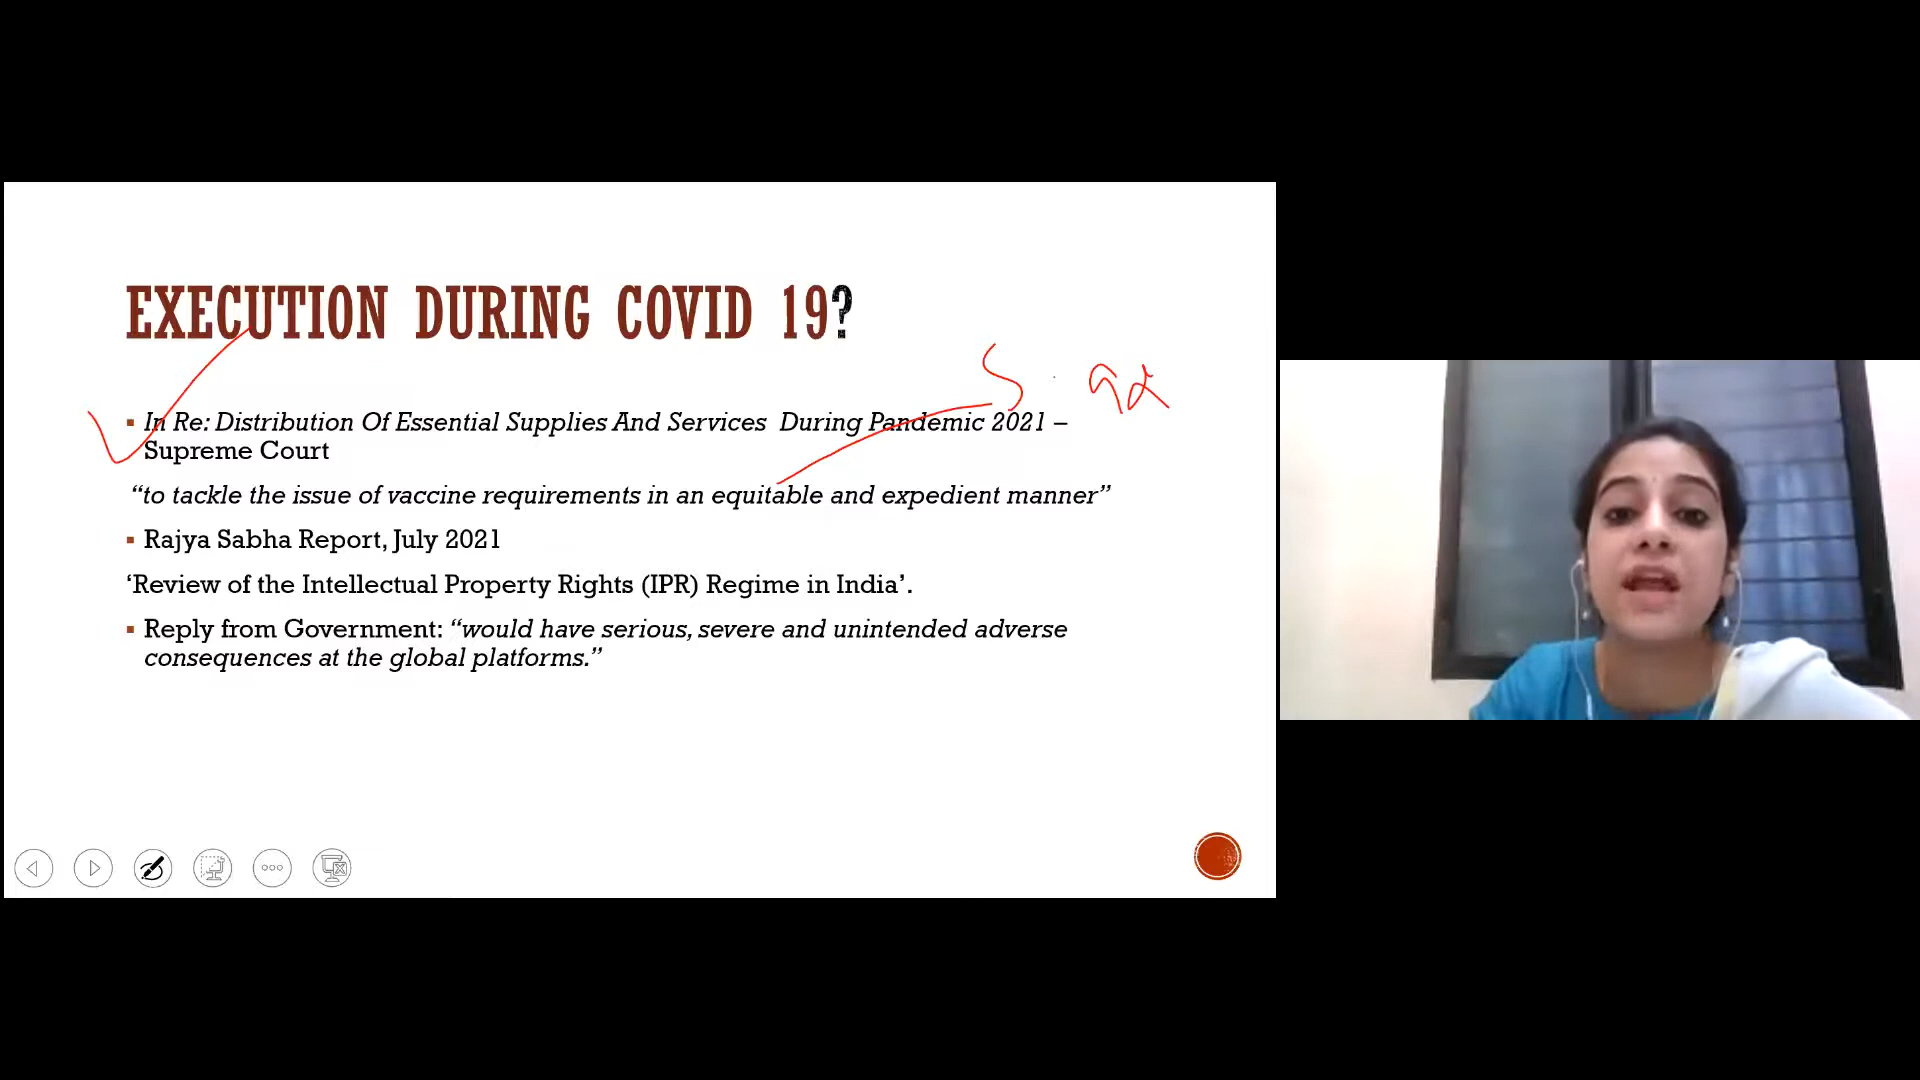 EXECUTION DURING COVID 19?
S. 92
In Re: Distribution Of Essential Supplies And Services During Pandemic 2021 –
Supreme Court
“to tackle the issue of vaccine requirements in an equitable and expedient manner”
Rajya Sabha Report, July 2021
‘Review of the Intellectual Property Rights (IPR) Regime in India’.
Reply from Government: “would have serious, severe and unintended adverse
consequences at the global platforms.”